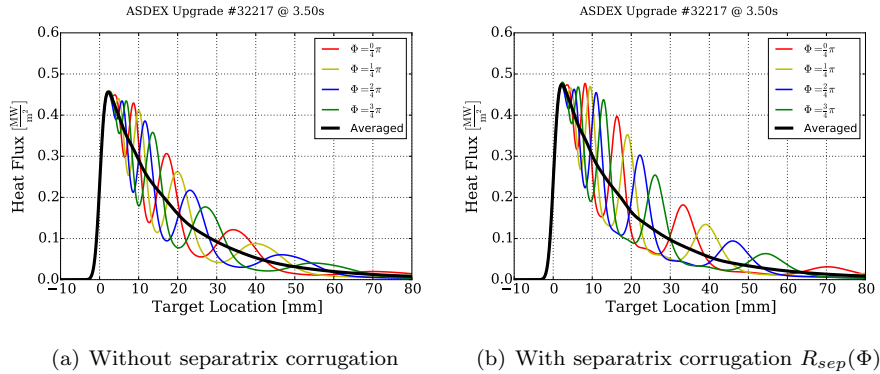 ASDEX Upgrade #32217 @ 3.50s
0.6
0.5
0.4
0.3
0.2
0.1
0.0
Heat Flux [MW/m²]
Φ=0/4 π
Φ=1/4 π
Φ=2/4 π
Φ=3/4 π
Averaged
−10 0 10 20 30 40 50 60 70 80
Target Location [mm]
(a) Without separatrix corrugation
ASDEX Upgrade #32217 @ 3.50s
0.6
0.5
0.4
0.3
0.2
0.1
0.0
Heat Flux [MW/m²]
Φ=0/4 π
Φ=1/4 π
Φ=2/4 π
Φ=3/4 π
Averaged
−10 0 10 20 30 40 50 60 70 80
Target Location [mm]
(b) With separatrix corrugation R_sep(Φ)